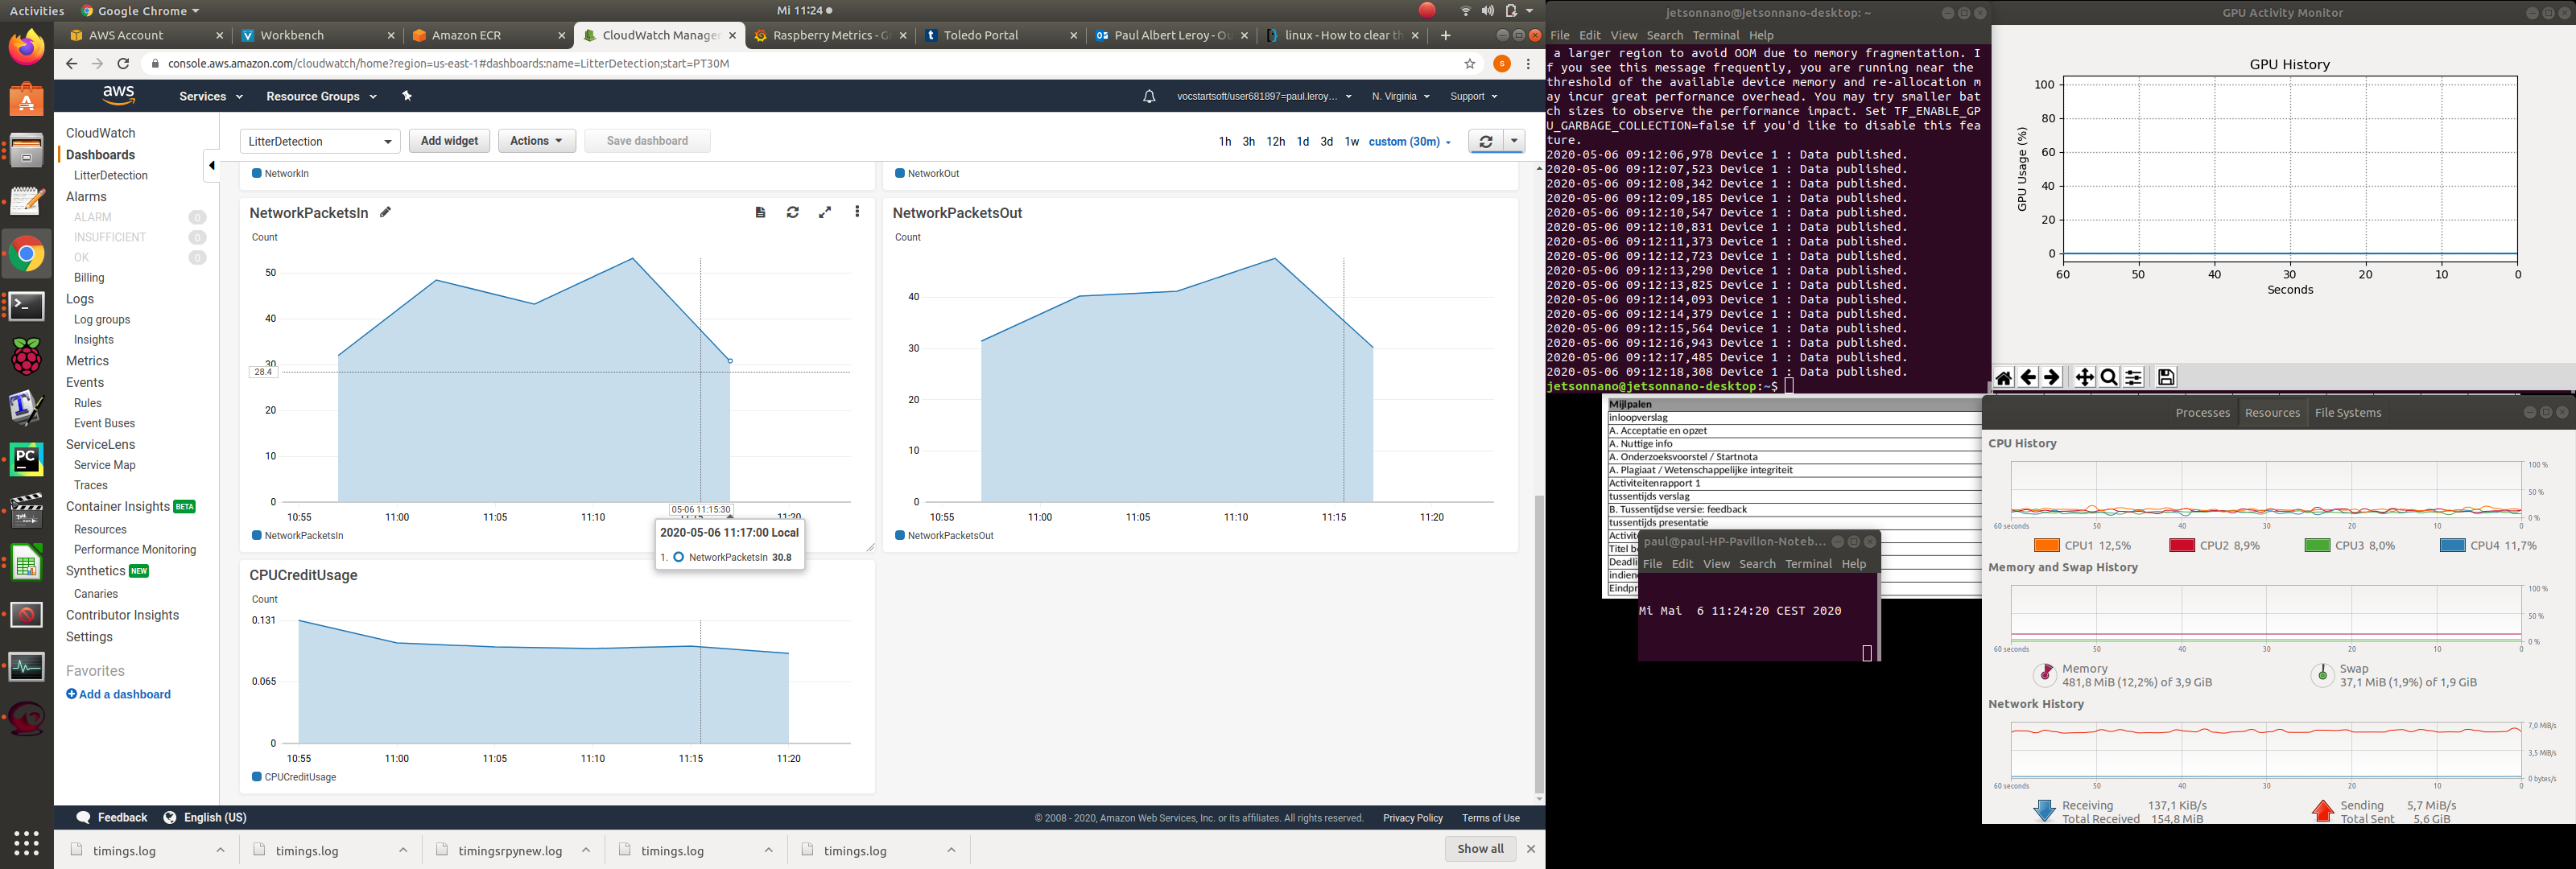 Activities
Google Chrome
Mi 11:24
AWS Account
Workbench
Amazon ECR
CloudWatch Manage
Raspberry Metrics - G
Toledo Portal
Paul Albert Leroy - Ou
linux - How to clear th
console.aws.amazon.com/cloudwatch/home?region=us-east-1#dashboards:name=LitterDetection;start=PT30M
aws
Services
Resource Groups
vocstartsoft/user681897=paul.leroy...
N. Virginia
Support
CloudWatch
Dashboards
LitterDetection
Alarms
ALARM 0
INSUFFICIENT 0
OK 0
Billing
Logs
Log groups
Insights
Metrics
Events
Rules
Event Buses
ServiceLens
Service Map
Traces
Container Insights BETA
Resources
Performance Monitoring
Synthetics NEW
Canaries
Contributor Insights
Settings
Favorites
Add a dashboard
LitterDetection
Add widget
Actions
Save dashboard
1h 3h 12h 1d 3d 1w custom (30m)
NetworkIn
NetworkOut
NetworkPacketsIn
Count
50
40
30
28.4
20
10
0
10:55 11:00 11:05 11:10 11:15 11:20
05-06 11:15:30
NetworkPacketsIn
2020-05-06 11:17:00 Local
1. NetworkPacketsIn 30.8
NetworkPacketsOut
Count
40
30
20
10
0
10:55 11:00 11:05 11:10 11:15 11:20
NetworkPacketsOut
CPUCreditUsage
Count
0.131
0.065
0
10:55 11:00 11:05 11:10 11:15 11:20
CPUCreditUsage
Feedback
English (US)
© 2008 - 2020, Amazon Web Services, Inc. or its affiliates. All rights reserved.
Privacy Policy
Terms of Use
timings.log
timings.log
timingsrpynew.log
timings.log
timings.log
Show all
jetsonnano@jetsonnano-desktop: ~
File Edit View Search Terminal Help
a larger region to avoid OOM due to memory fragmentation. I
f you see this message frequently, you are running near the
threshold of the available device memory and re-allocation m
ay incur great performance overhead. You may try smaller bat
ch sizes to observe the performance impact. Set TF_ENABLE_GP
U_GARBAGE_COLLECTION=false if you'd like to disable this fea
ture.
2020-05-06 09:12:06,978 Device 1 : Data published.
2020-05-06 09:12:07,523 Device 1 : Data published.
2020-05-06 09:12:08,342 Device 1 : Data published.
2020-05-06 09:12:09,185 Device 1 : Data published.
2020-05-06 09:12:10,547 Device 1 : Data published.
2020-05-06 09:12:10,831 Device 1 : Data published.
2020-05-06 09:12:11,373 Device 1 : Data published.
2020-05-06 09:12:12,723 Device 1 : Data published.
2020-05-06 09:12:13,290 Device 1 : Data published.
2020-05-06 09:12:13,825 Device 1 : Data published.
2020-05-06 09:12:14,093 Device 1 : Data published.
2020-05-06 09:12:14,379 Device 1 : Data published.
2020-05-06 09:12:15,564 Device 1 : Data published.
2020-05-06 09:12:16,943 Device 1 : Data published.
2020-05-06 09:12:17,485 Device 1 : Data published.
2020-05-06 09:12:18,308 Device 1 : Data published.
jetsonnano@jetsonnano-desktop:~$
Mijlpalen
inloopverslag
A. Acceptatie en opzet
A. Nuttige info
A. Onderzoeksvoorstel / Startnota
A. Plagiaat / Wetenschappelijke integriteit
Activiteitenrapport 1
tussentijds verslag
B. Tussentijdse versie: feedback
tussentijds presentatie
Activite
Titel b
Deadli
indien
Eindpr
paul@paul-HP-Pavilion-Noteb...
File Edit View Search Terminal Help
Mi Mai 6 11:24:20 CEST 2020
GPU Activity Monitor
GPU History
GPU Usage (%)
100
80
60
40
20
0
60 50 40 30 20 10 0
Seconds
Processes Resources File Systems
CPU History
100 %
50 %
0 %
60 seconds 50 40 30 20 10 0
CPU1 12,5% CPU2 8,9% CPU3 8,0% CPU4 11,7%
Memory and Swap History
100 %
50 %
0 %
60 seconds 50 40 30 20 10 0
Memory
481,8 MiB (12,2%) of 3,9 GiB
Swap
37,1 MiB (1,9%) of 1,9 GiB
Network History
7,0 MiB/s
3,5 MiB/s
0 bytes/s
60 seconds 50 40 30 20 10 0
Receiving 137,1 KiB/s
Total Received 154,8 MiB
Sending 5,7 MiB/s
Total Sent 5,6 GiB